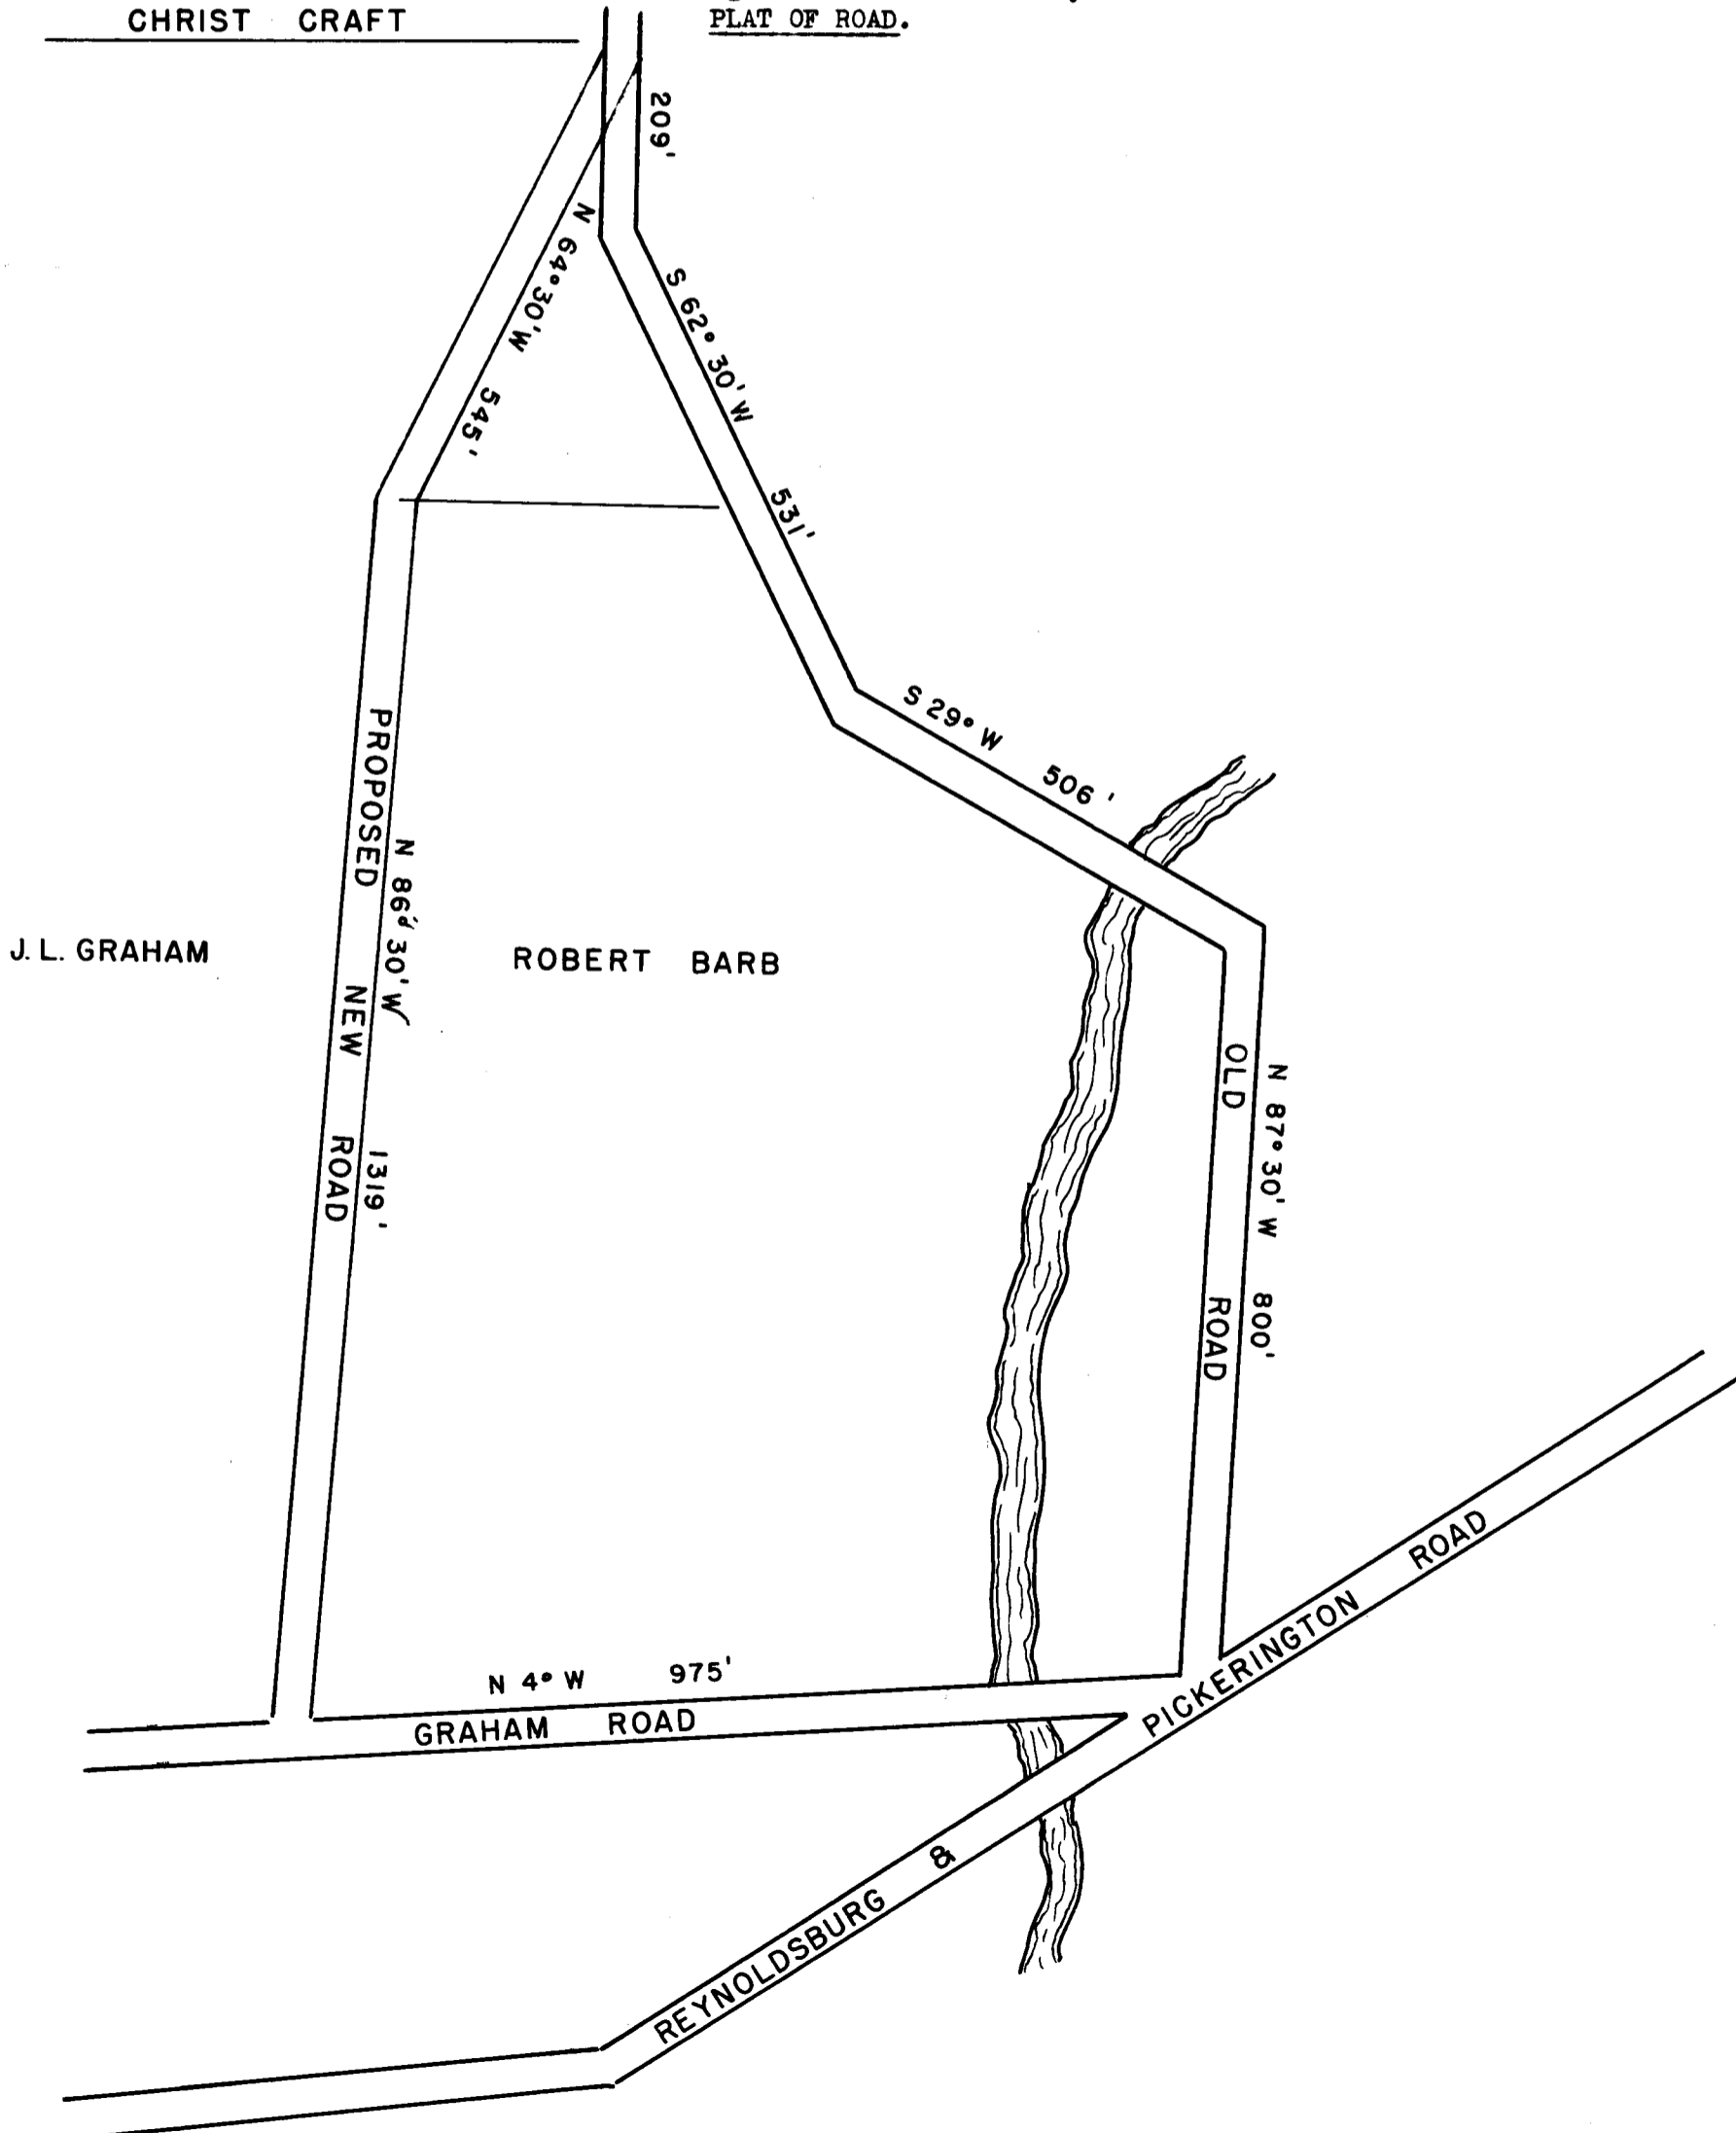 CHRIST CRAFT
PLAT OF ROAD.
209'
N 64°30'W 545'
S 62°30'W 531'
S 29°W 506'
PROPOSED NEW ROAD
N 86°30'W 1319'
J.L. GRAHAM
ROBERT BARB
OLD ROAD
N 87°30'W 800'
N 4°W 975'
GRAHAM ROAD
REYNOLDSBURG & PICKERINGTON ROAD